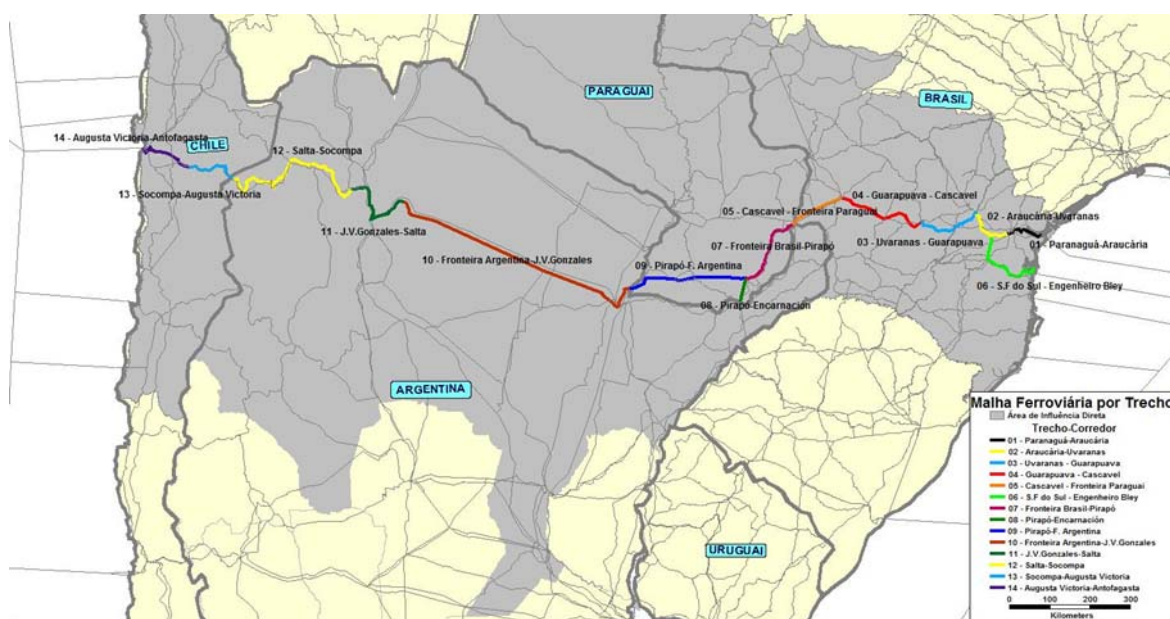 PARAGUAI
BRASIL
14 - Augusta Victoria-Antofagasta
CHILE
12 - Salta-Socompa
13 - Socompa-Augusta Victoria
04 - Guarapuava - Cascavel
05 - Cascavel - Fronteira Paraguai
02 - Araucária-Uvaranas
11 - J.V.Gonzales-Salta
03 - Uvaranas - Guarapuava
01 - Paranaguá-Araucária
07 - Fronteira Brasil-Pirapó
10 - Fronteira Argentina-J.V.Gonzales
09 - Pirapó-F. Argentina
06 - S.F do Sul - Engenheiro Bley
08 - Pirapó-Encarnación
ARGENTINA
URUGUAI
Malha Ferroviária por Trecho
Área de Influência Direta
Trecho-Corredor
01 - Paranaguá-Araucária
02 - Araucária-Uvaranas
03 - Uvaranas - Guarapuava
04 - Guarapuava - Cascavel
05 - Cascavel - Fronteira Paraguai
06 - S.F do Sul - Engenheiro Bley
07 - Fronteira Brasil-Pirapó
08 - Pirapó-Encarnación
09 - Pirapó-F. Argentina
10 - Fronteira Argentina-J.V.Gonzales
11 - J.V.Gonzales-Salta
12 - Salta-Socompa
13 - Socompa-Augusta Victoria
14 - Augusta Victoria-Antofagasta
0 100 200 300
Kilometers